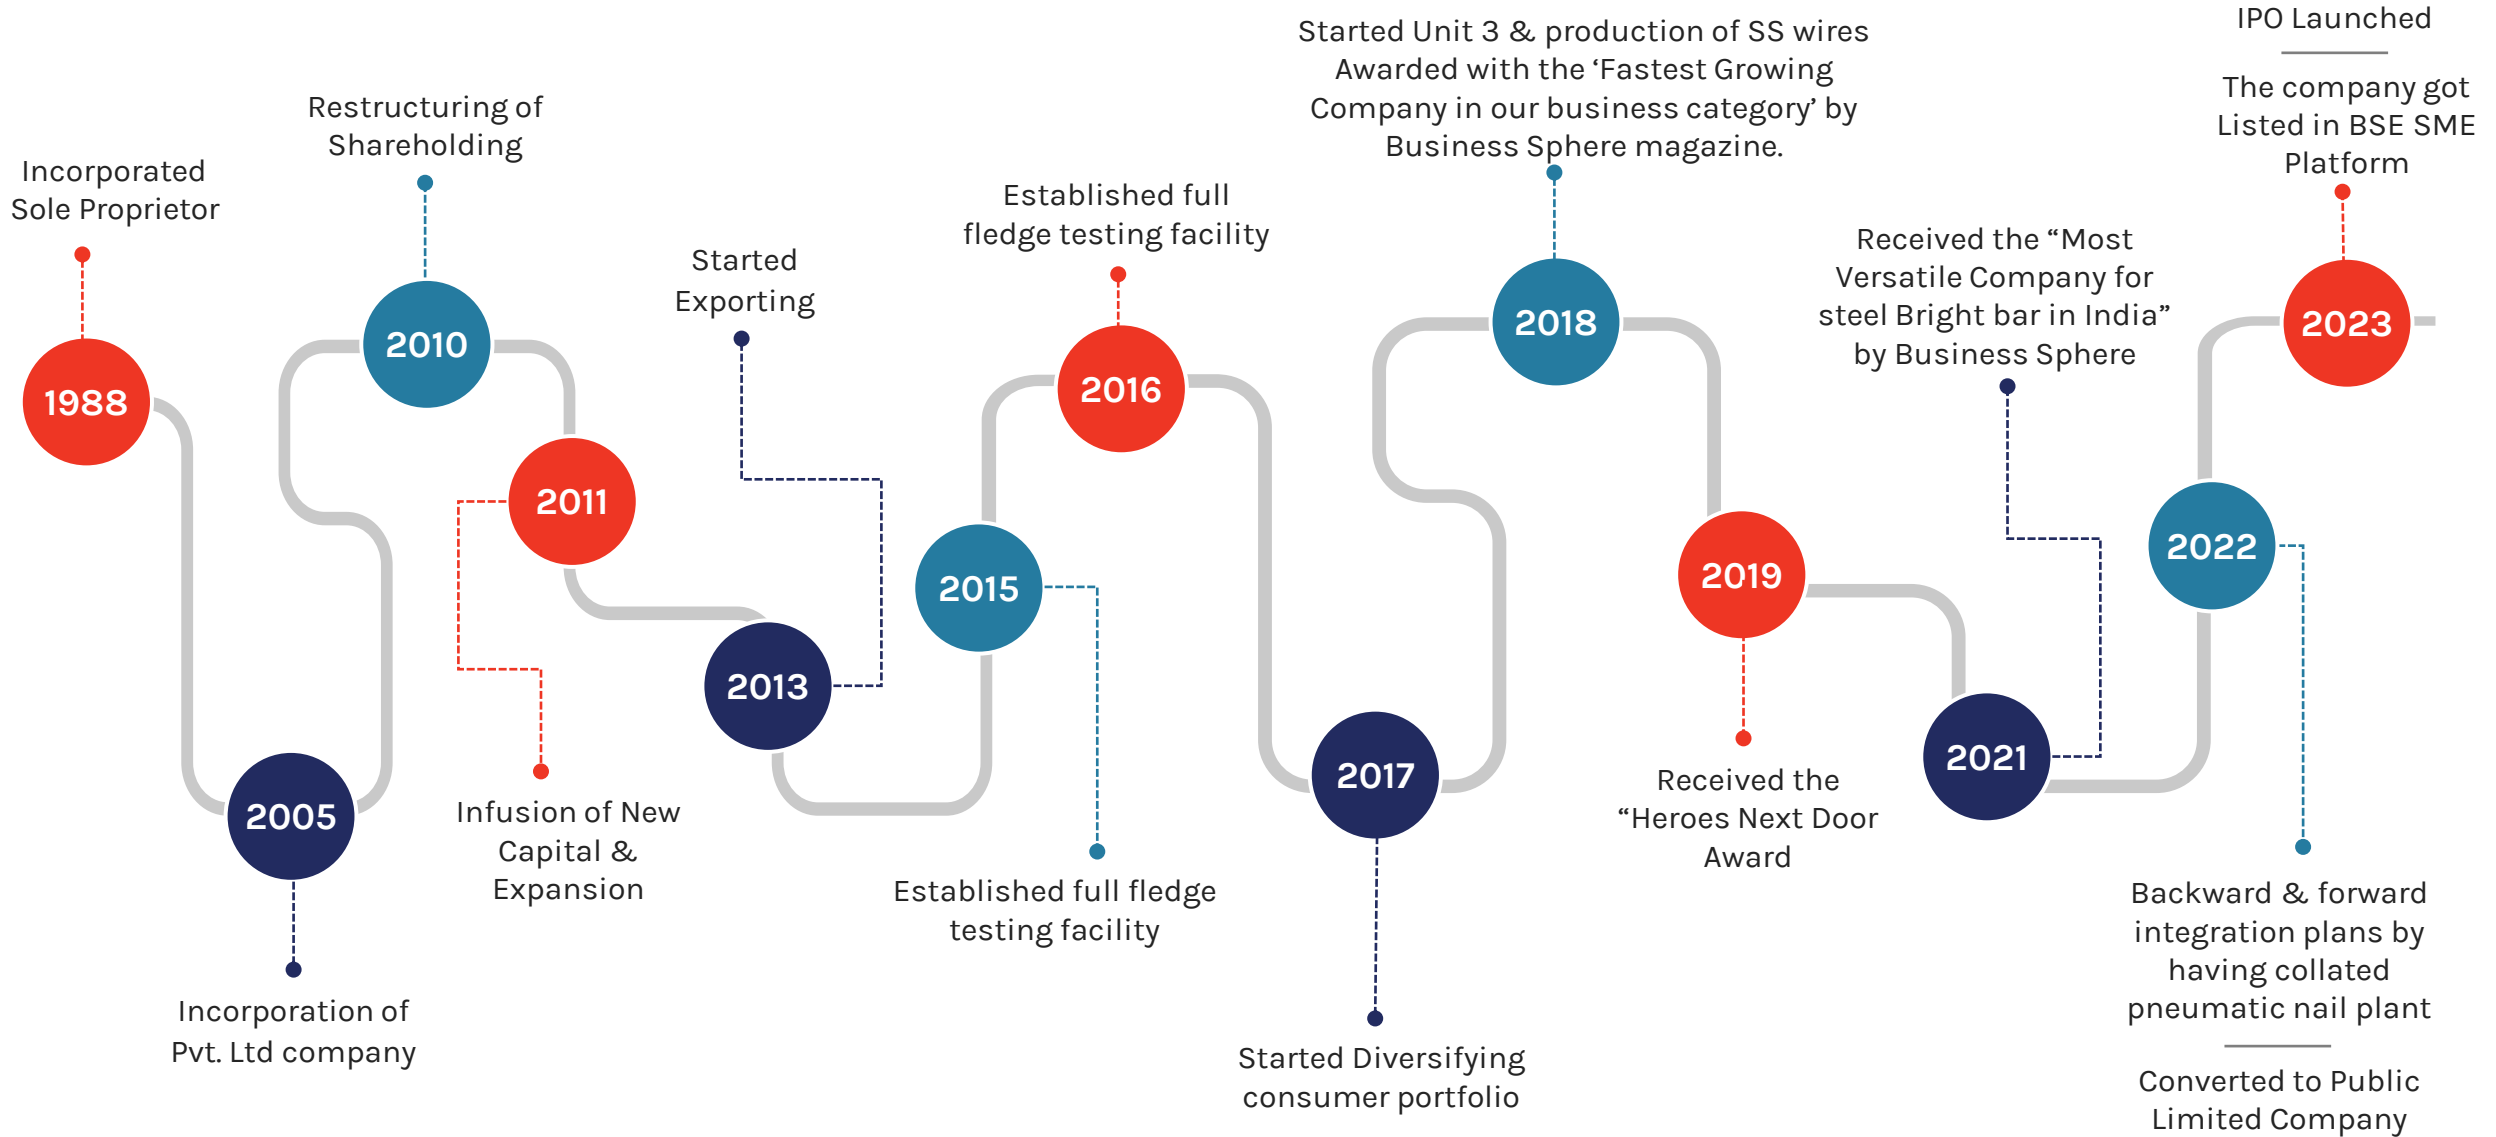 Incorporated
Sole Proprietor
1988
2005
Incorporation of
Pvt. Ltd company
Restructuring of
Shareholding
2010
2011
Infusion of New
Capital &
Expansion
Started
Exporting
2013
2015
Established full fledge
testing facility
Established full
fledge testing facility
2016
2017
Started Diversifying
consumer portfolio
Started Unit 3 & production of SS wires
Awarded with the ‘Fastest Growing
Company in our business category’ by
Business Sphere magazine.
2018
2019
Received the
“Heroes Next Door
Award
Received the “Most
Versatile Company for
steel Bright bar in India”
by Business Sphere
2021
2022
Backward & forward
integration plans by
having collated
pneumatic nail plant
Converted to Public
Limited Company
IPO Launched
The company got
Listed in BSE SME
Platform
2023